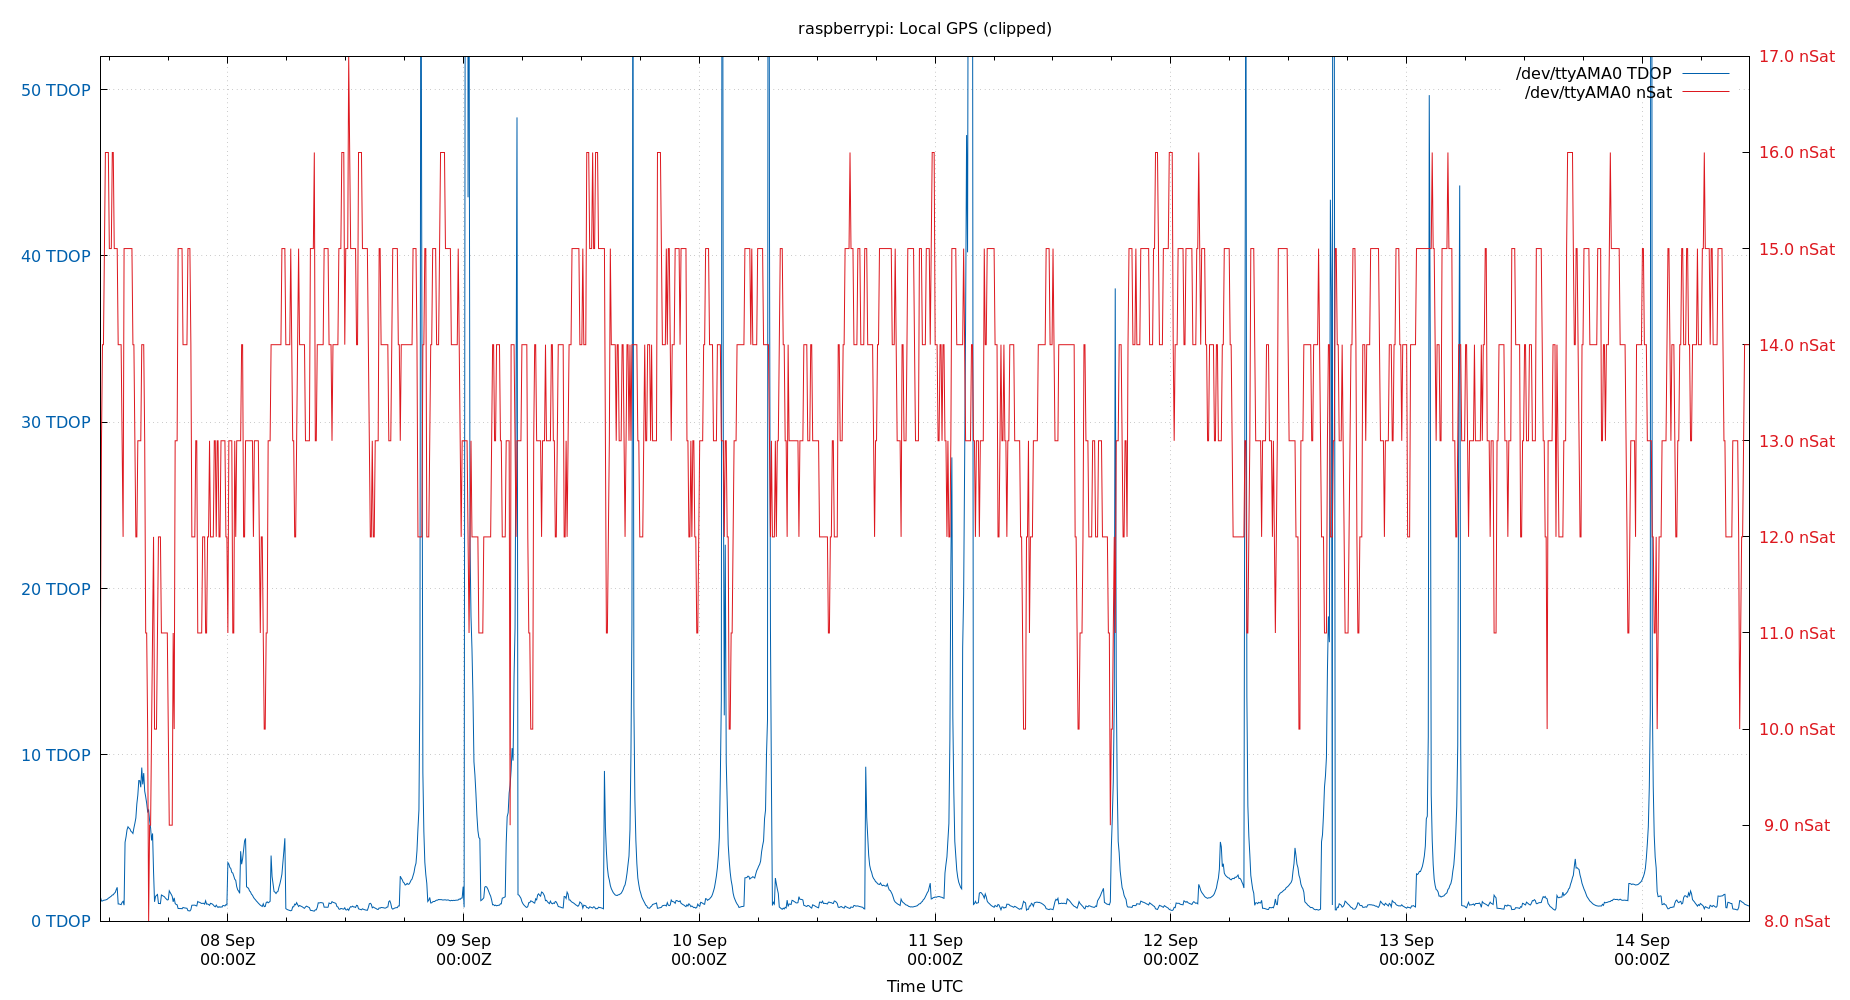 raspberrypi: Local GPS (clipped)
17.0 nSat
/dev/ttyAMA0 TDOP
50 TDOP
/dev/ttyAMA0 nSat
16.0 nSat
40 TDOP
15.0 nSat
14.0 nSat
30 TDOP
13.0 nSat
12.0 nSat
20 TDOP
11.0 nSat
10.0 nSat
10 TDOP
9.0 nSat
0 TDOP
8.0 nSat
08 Sep
00:00Z
09 Sep
00:00Z
10 Sep
00:00Z
11 Sep
00:00Z
12 Sep
00:00Z
13 Sep
00:00Z
14 Sep
00:00Z
Time UTC